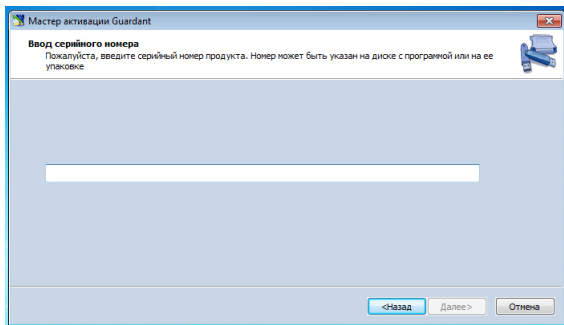 Мастер активации Guardant
Ввод серийного номера
Пожалуйста, введите серийный номер продукта. Номер может быть указан на диске с программой или на ее
упаковке
<Назад Далее> Отмена